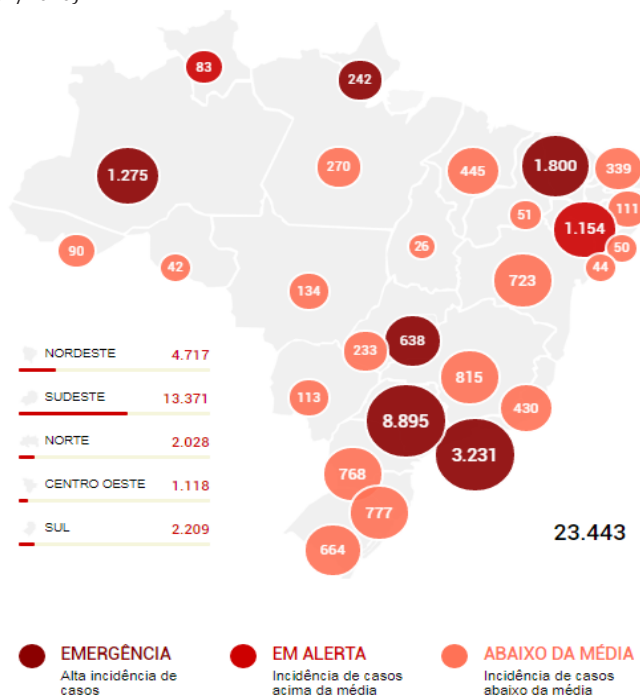 83
242
1.275
270
445
1.800
339
51
111
1.154
90
42
26
50
44
134
723
638
233
815
113
430
8.895
3.231
768
777
664
NORDESTE 4.717
SUDESTE 13.371
NORTE 2.028
CENTRO OESTE 1.118
SUL 2.209
23.443
EMERGÊNCIA
Alta incidência de
casos
EM ALERTA
Incidência de casos
acima da média
ABAIXO DA MÉDIA
Incidência de casos
abaixo da média